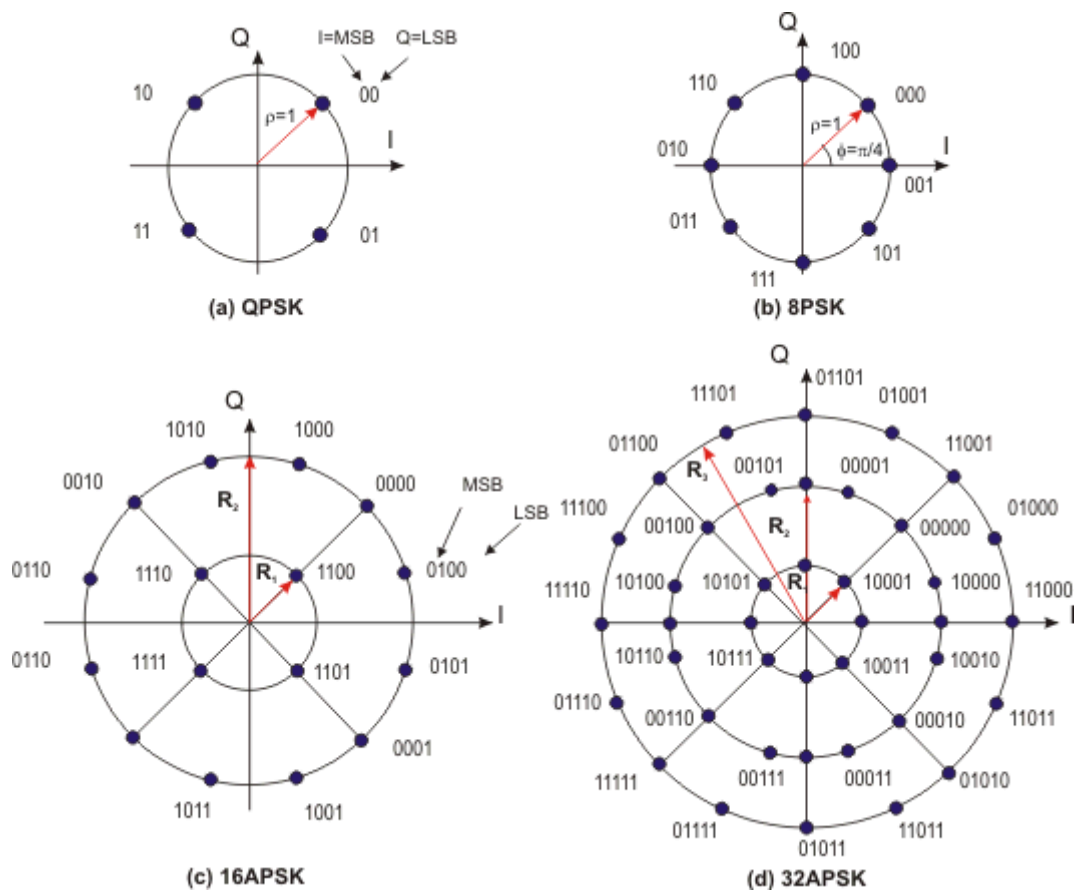 Q
I=MSB Q=LSB
10
00
ρ=1
I
11
01
(a) QPSK
Q
100
110
000
ρ=1
I
010
ϕ=π/4
001
011
101
111
(b) 8PSK
Q
1010 1000
0010
0000
MSB
LSB
R₂
0110
1110
R₁
1100
0100
I
0110
1111
1101
0101
0001
1011
1001
(c) 16APSK
Q
01101
11101
01001
01100
11001
R₃
00101
00001
11100
R₂
01000
00100
00000
11110
10100
10101
R₁
10001
10000
11000
I
10110
10111
10011
10010
01110
11011
00110
00010
11111
00111
00011
01010
01111
11011
01011
(d) 32APSK